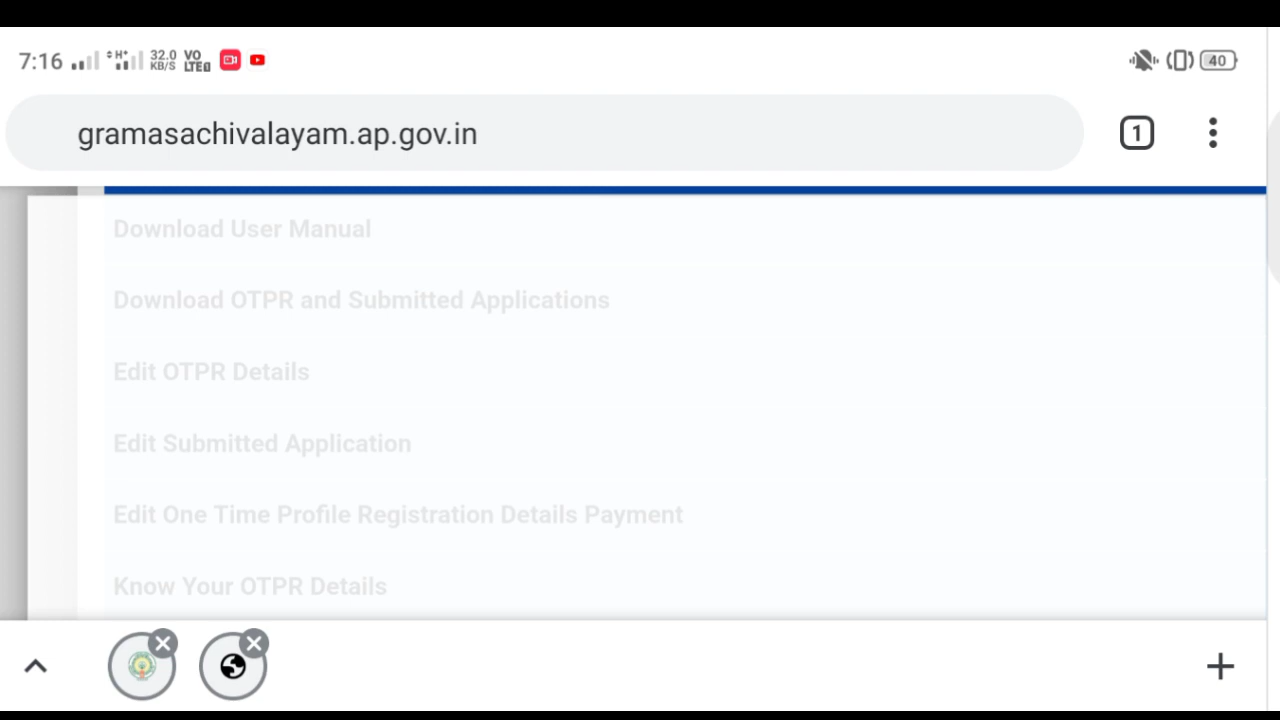 7:16 H+ 32.0 KB/S VO LTE 40
gramasachivalayam.ap.gov.in 1
Download User Manual
Download OTPR and Submitted Applications
Edit OTPR Details
Edit Submitted Application
Edit One Time Profile Registration Details Payment
Know Your OTPR Details